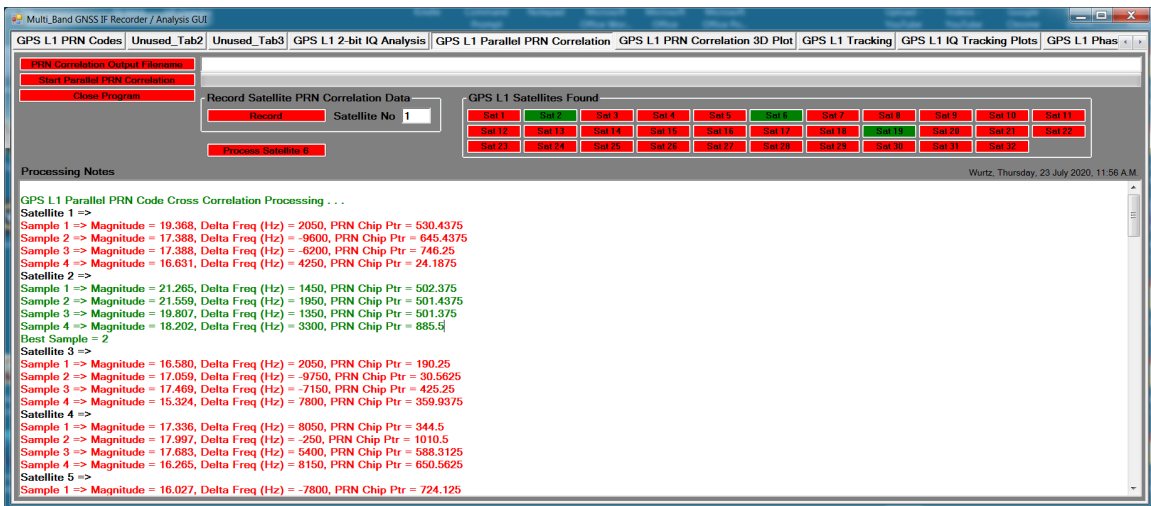 Multi_Band GNSS IF Recorder / Analysis GUI
GPS L1 PRN Codes Unused_Tab2 Unused_Tab3 GPS L1 2-bit IQ Analysis GPS L1 Parallel PRN Correlation GPS L1 PRN Correlation 3D Plot GPS L1 Tracking GPS L1 IQ Tracking Plots GPS L1 Phas
PRN Correlation Output Filename
Start Parallel PRN Correlation
Close Program
Record Satellite PRN Correlation Data
Record Satellite No 1
Process Satellite 6
GPS L1 Satellites Found
Sat 1 Sat 2 Sat 3 Sat 4 Sat 5 Sat 6 Sat 7 Sat 8 Sat 9 Sat 10 Sat 11
Sat 12 Sat 13 Sat 14 Sat 15 Sat 16 Sat 17 Sat 18 Sat 19 Sat 20 Sat 21 Sat 22
Sat 23 Sat 24 Sat 25 Sat 26 Sat 27 Sat 28 Sat 29 Sat 30 Sat 31 Sat 32
Processing Notes
Wurtz, Thursday, 23 July 2020, 11:56 A.M.
GPS L1 Parallel PRN Code Cross Correlation Processing . . .
Satellite 1 =>
Sample 1 => Magnitude = 19.368, Delta Freq (Hz) = 2050, PRN Chip Ptr = 530.4375
Sample 2 => Magnitude = 17.388, Delta Freq (Hz) = -9600, PRN Chip Ptr = 645.4375
Sample 3 => Magnitude = 17.388, Delta Freq (Hz) = -6200, PRN Chip Ptr = 746.25
Sample 4 => Magnitude = 16.631, Delta Freq (Hz) = 4250, PRN Chip Ptr = 24.1875
Satellite 2 =>
Sample 1 => Magnitude = 21.265, Delta Freq (Hz) = 1450, PRN Chip Ptr = 502.375
Sample 2 => Magnitude = 21.559, Delta Freq (Hz) = 1950, PRN Chip Ptr = 501.4375
Sample 3 => Magnitude = 19.807, Delta Freq (Hz) = 1350, PRN Chip Ptr = 501.375
Sample 4 => Magnitude = 18.202, Delta Freq (Hz) = 3300, PRN Chip Ptr = 885.5
Best Sample = 2
Satellite 3 =>
Sample 1 => Magnitude = 16.580, Delta Freq (Hz) = 2050, PRN Chip Ptr = 190.25
Sample 2 => Magnitude = 17.059, Delta Freq (Hz) = -9750, PRN Chip Ptr = 30.5625
Sample 3 => Magnitude = 17.469, Delta Freq (Hz) = -7150, PRN Chip Ptr = 425.25
Sample 4 => Magnitude = 15.324, Delta Freq (Hz) = 7800, PRN Chip Ptr = 359.9375
Satellite 4 =>
Sample 1 => Magnitude = 17.336, Delta Freq (Hz) = 8050, PRN Chip Ptr = 344.5
Sample 2 => Magnitude = 17.997, Delta Freq (Hz) = -250, PRN Chip Ptr = 1010.5
Sample 3 => Magnitude = 17.683, Delta Freq (Hz) = 5400, PRN Chip Ptr = 588.3125
Sample 4 => Magnitude = 16.265, Delta Freq (Hz) = 8150, PRN Chip Ptr = 650.5625
Satellite 5 =>
Sample 1 => Magnitude = 16.027, Delta Freq (Hz) = -7800, PRN Chip Ptr = 724.125